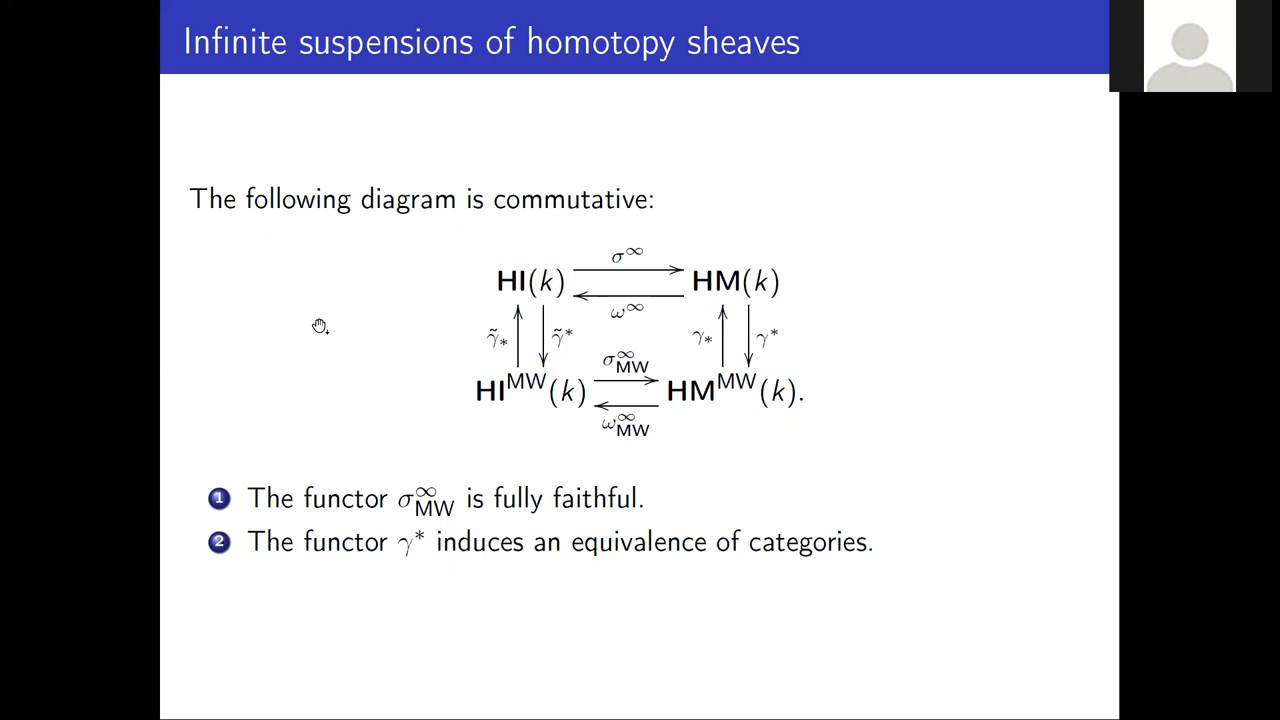 Infinite suspensions of homotopy sheaves
The following diagram is commutative:
σ^∞
HI(k) HM(k)
ω^∞
γ̃_* γ̃^* γ_* γ^*
σ^∞_MW
HI^MW(k) HM^MW(k).
ω^∞_MW
1 The functor σ^∞_MW is fully faithful.
2 The functor γ^* induces an equivalence of categories.